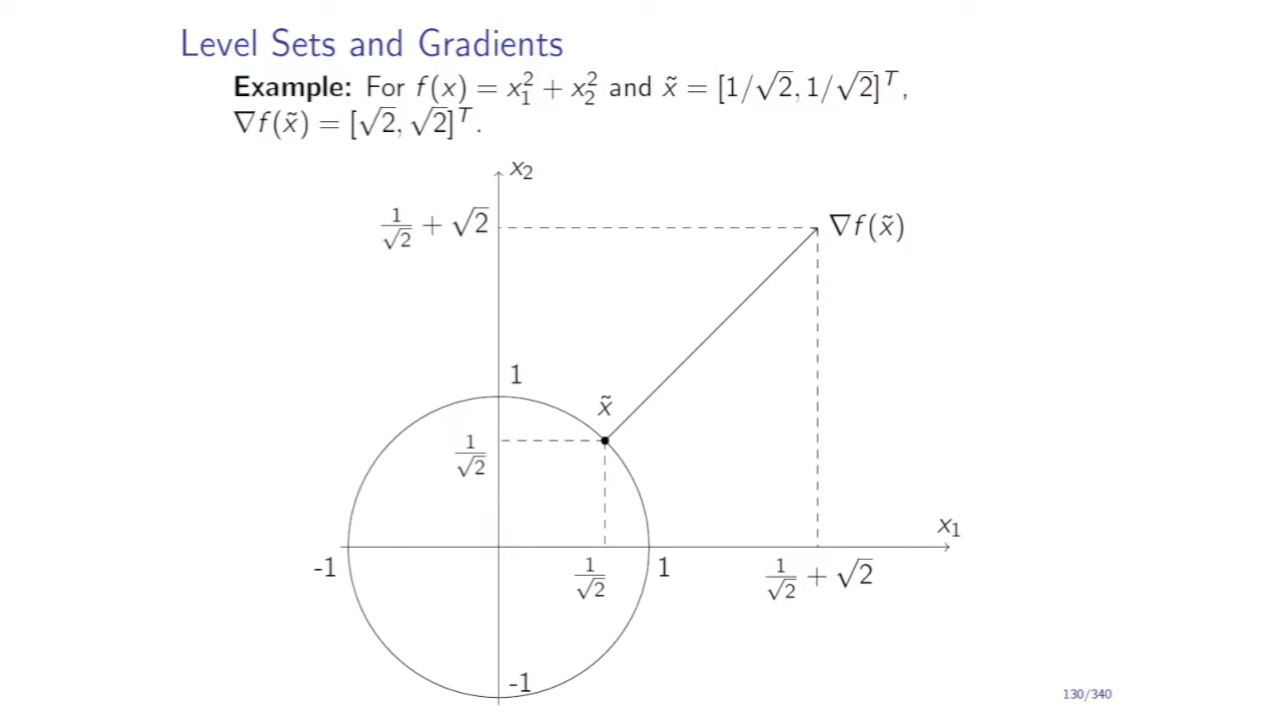 Level Sets and Gradients
Example: For f(x) = x₁² + x₂² and x̃ = [1/√2, 1/√2]ᵀ,
∇f(x̃) = [√2, √2]ᵀ.
x₂
1/√2 + √2
∇f(x̃)
1
x̃
1/√2
x₁
-1
1/√2
1
1/√2 + √2
-1
130/340